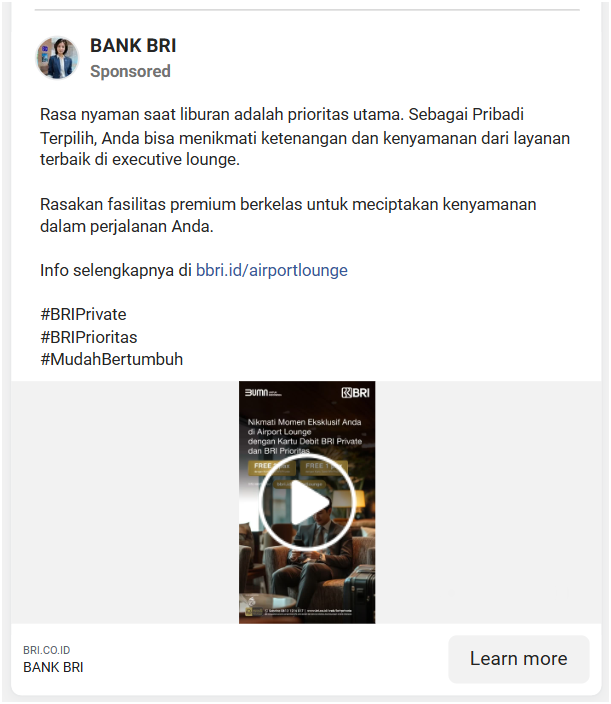 BANK BRI
Sponsored
Rasa nyaman saat liburan adalah prioritas utama. Sebagai Pribadi
Terpilih, Anda bisa menikmati ketenangan dan kenyamanan dari layanan
terbaik di executive lounge.
Rasakan fasilitas premium berkelas untuk meciptakan kenyamanan
dalam perjalanan Anda.
Info selengkapnya di bbri.id/airportlounge
#BRIPrivate
#BRIPrioritas
#MudahBertumbuh
BUMN
BRI
Nikmati Momen Eksklusif Anda
di Airport Lounge
dengan Kartu Debit BRI Private
dan BRI Prioritas
FREE
FREE 1
BRI.CO.ID
BANK BRI
Learn more